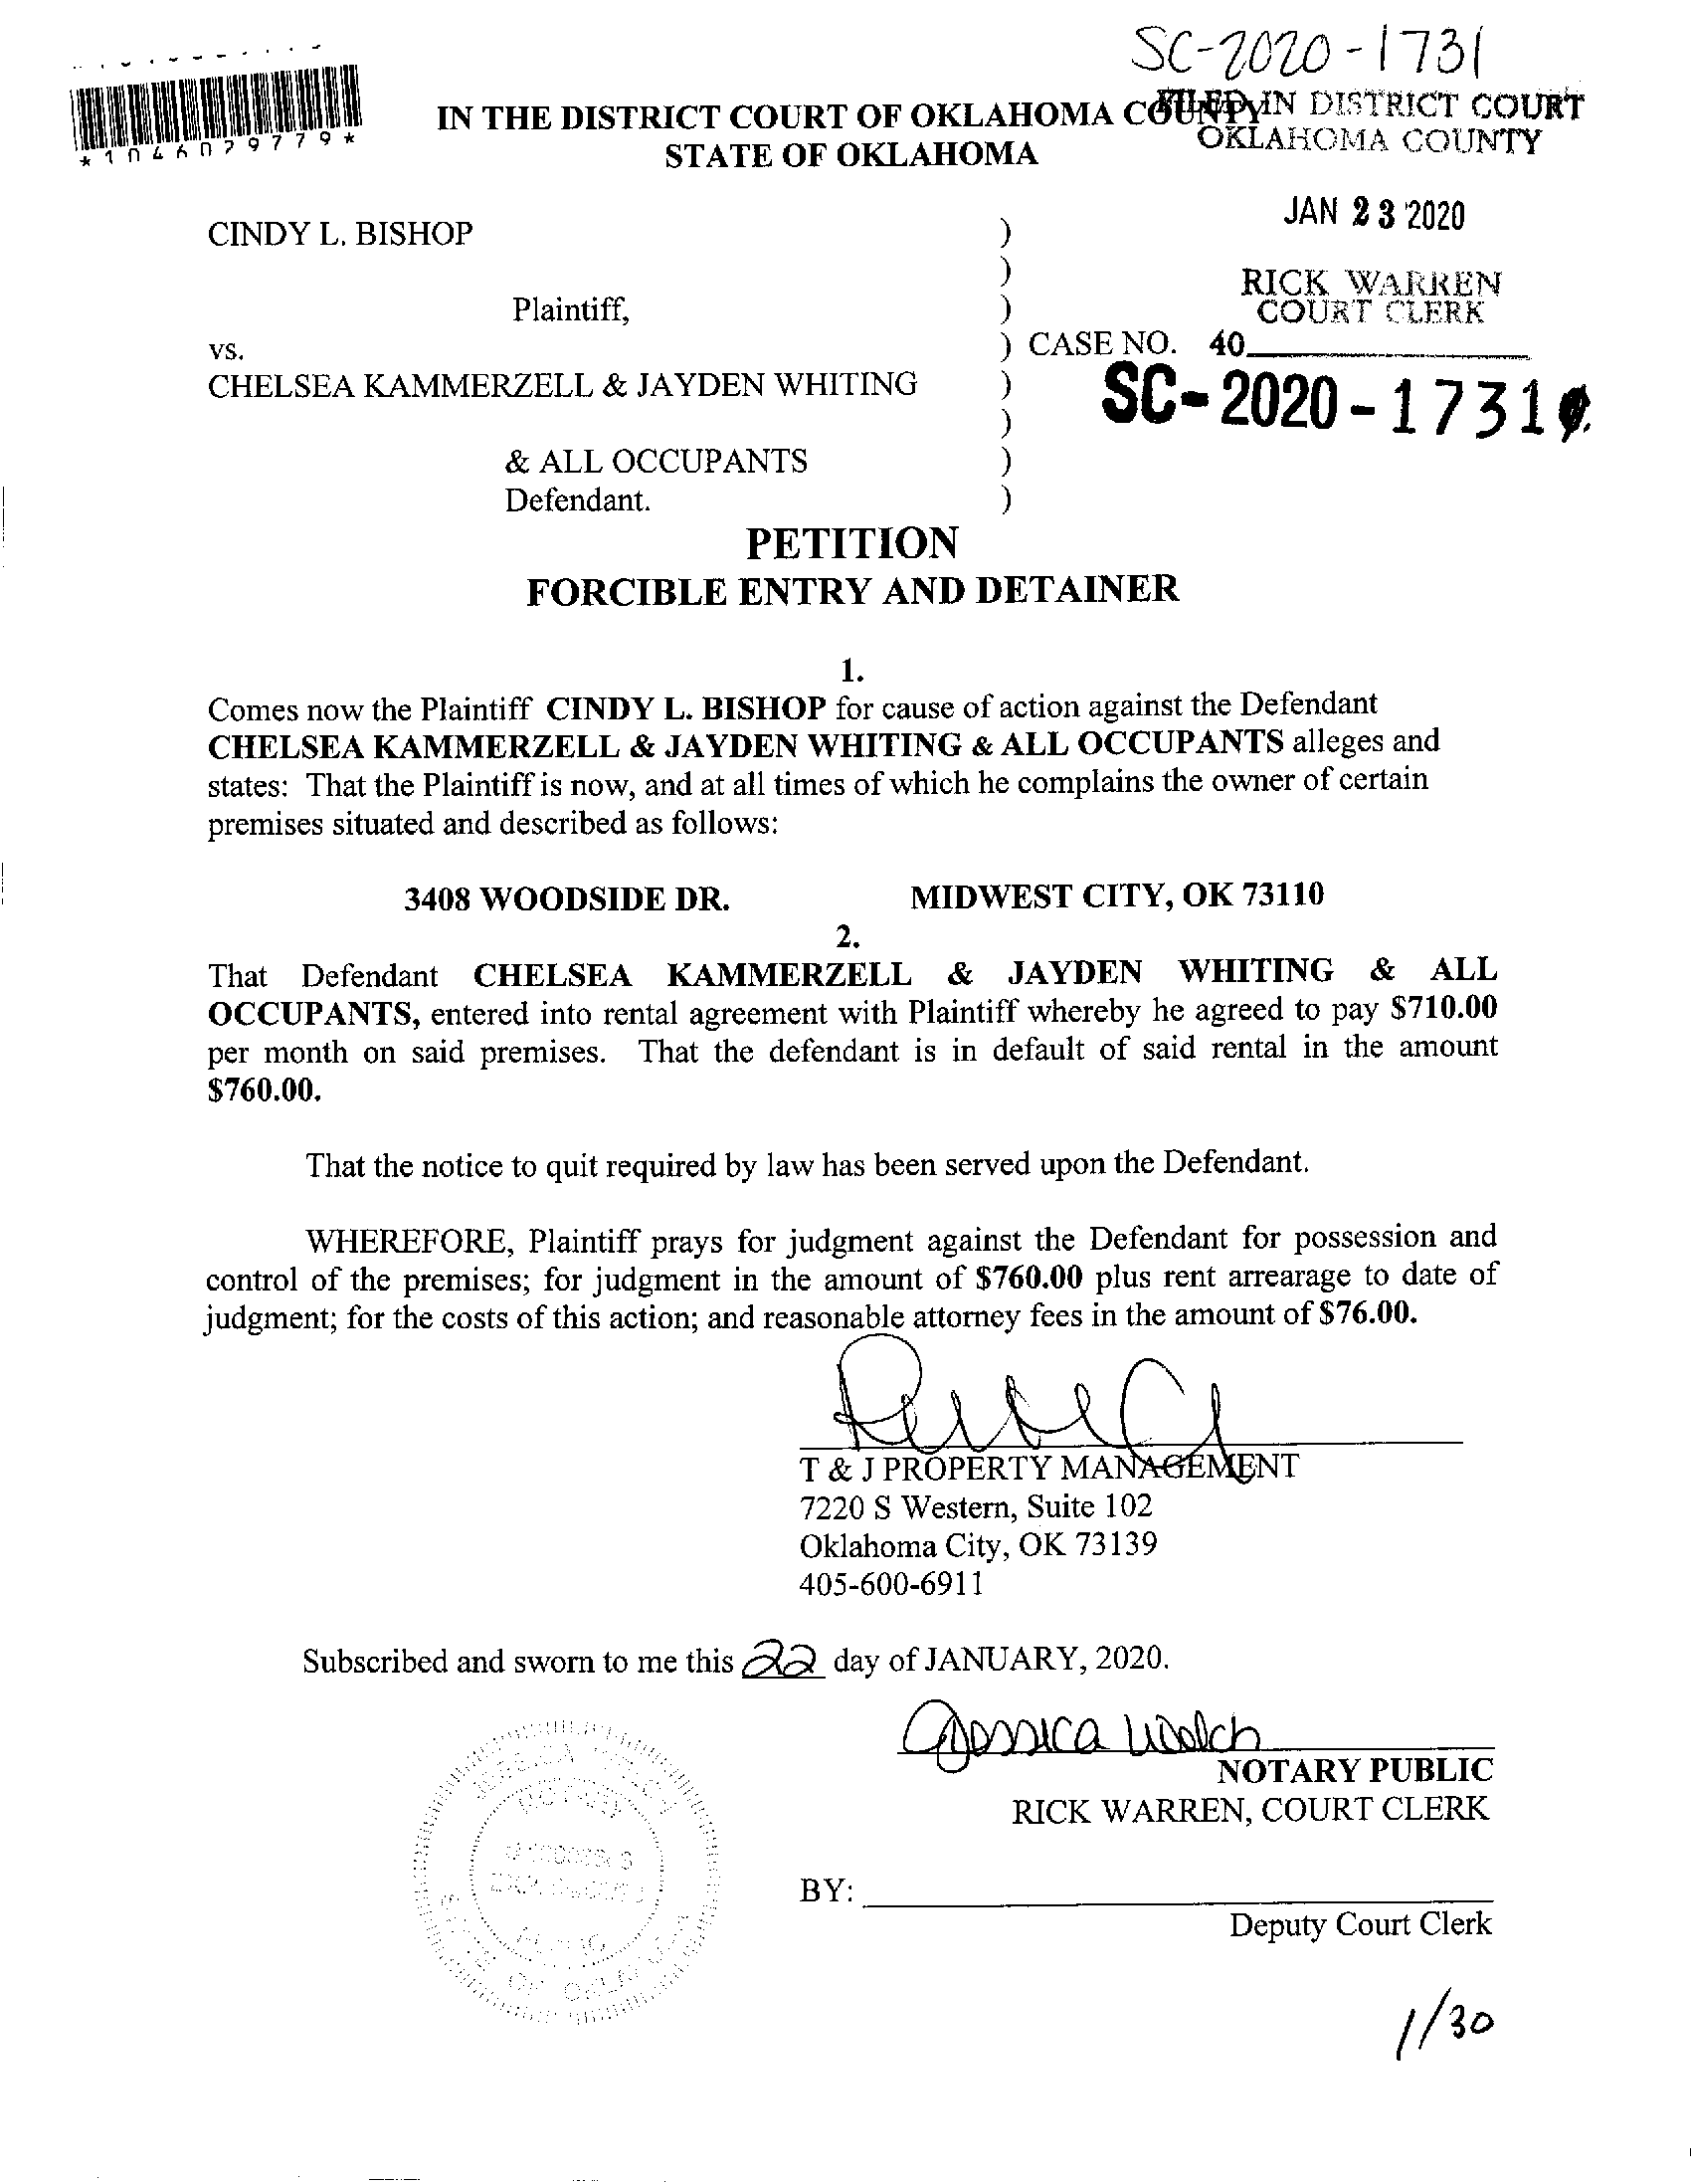 SC-2020-1731
*1046029779*
IN THE DISTRICT COURT OF OKLAHOMA COUNTY
STATE OF OKLAHOMA
FILED IN DISTRICT COURT
OKLAHOMA COUNTY
JAN 23 2020
RICK WARREN
COURT CLERK
40
CINDY L. BISHOP )
)
Plaintiff, )
vs. ) CASE NO.
CHELSEA KAMMERZELL & JAYDEN WHITING )
SC-2020-1731
)
& ALL OCCUPANTS )
Defendant. )
PETITION
FORCIBLE ENTRY AND DETAINER
1.
Comes now the Plaintiff CINDY L. BISHOP for cause of action against the Defendant
CHELSEA KAMMERZELL & JAYDEN WHITING & ALL OCCUPANTS alleges and
states: That the Plaintiff is now, and at all times of which he complains the owner of certain
premises situated and described as follows:
3408 WOODSIDE DR. MIDWEST CITY, OK 73110
2.
That Defendant CHELSEA KAMMERZELL & JAYDEN WHITING & ALL
OCCUPANTS, entered into rental agreement with Plaintiff whereby he agreed to pay $710.00
per month on said premises. That the defendant is in default of said rental in the amount
$760.00.
That the notice to quit required by law has been served upon the Defendant.
WHEREFORE, Plaintiff prays for judgment against the Defendant for possession and
control of the premises; for judgment in the amount of $760.00 plus rent arrearage to date of
judgment; for the costs of this action; and reasonable attorney fees in the amount of $76.00.
T & J PROPERTY MANAGEMENT
7220 S Western, Suite 102
Oklahoma City, OK 73139
405-600-6911
Subscribed and sworn to me this 22 day of JANUARY, 2020.
Jessica Welch
NOTARY PUBLIC
RICK WARREN, COURT CLERK
BY:
Deputy Court Clerk
1/30